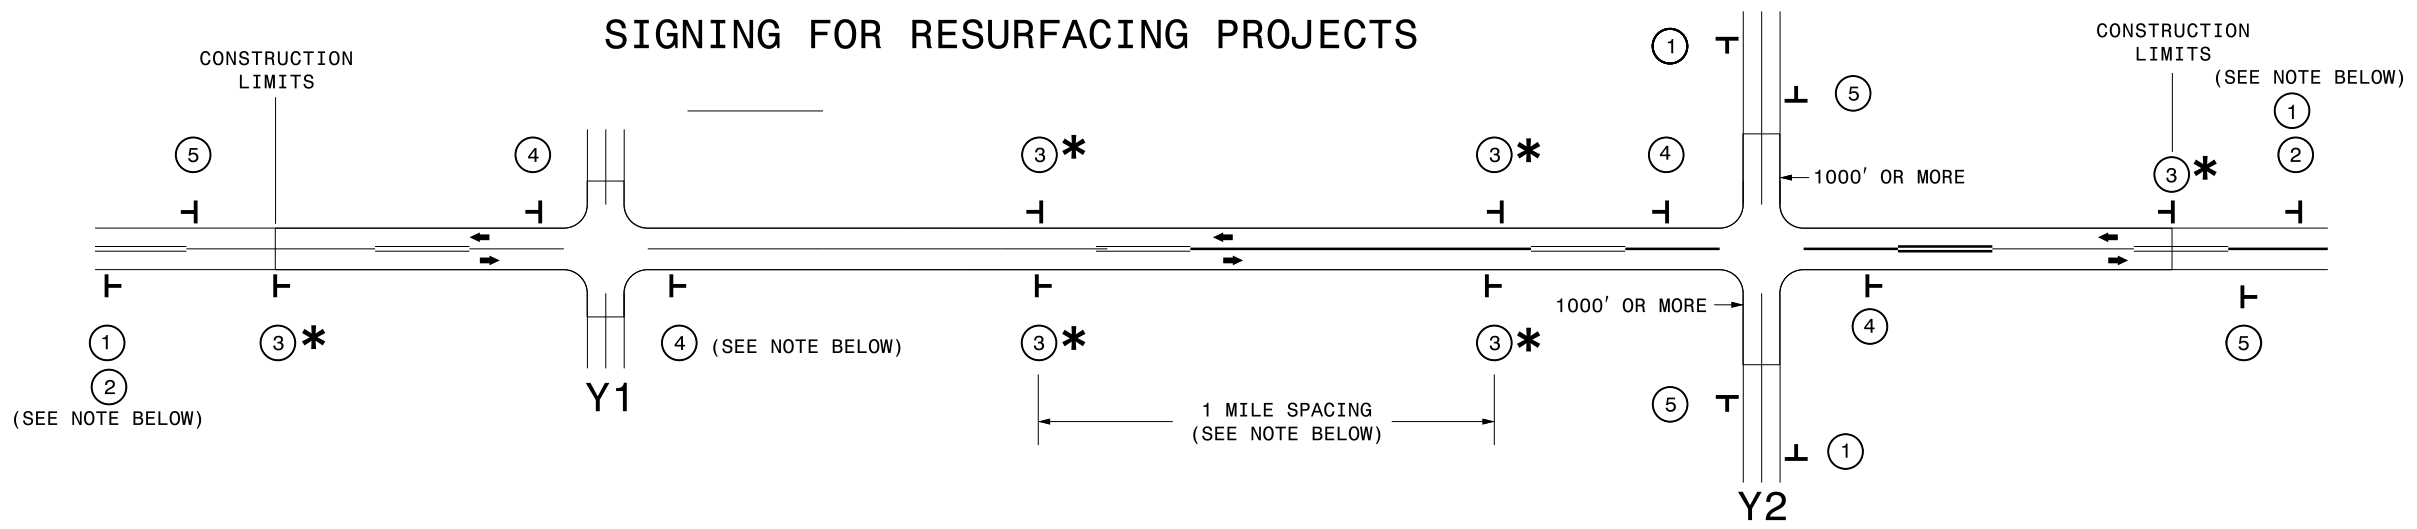 SIGNING FOR RESURFACING PROJECTS
CONSTRUCTION
LIMITS
CONSTRUCTION
LIMITS
(SEE NOTE BELOW)
1
5
1
5
4
3*
3*
4
2
3*
1000' OR MORE
1000' OR MORE
1
2
(SEE NOTE BELOW)
3*
4 (SEE NOTE BELOW)
3*
3*
4
5
Y1
1 MILE SPACING
(SEE NOTE BELOW)
5
1
Y2